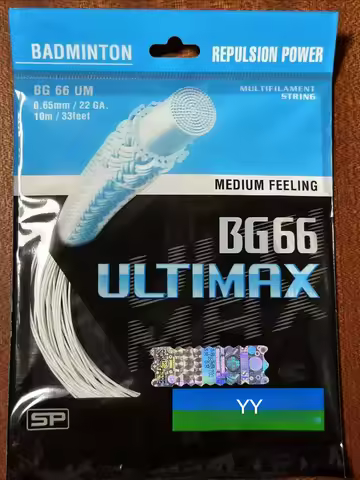 BADMINTON
REPULSION POWER
BG 66 UM
0.65mm / 22 GA.
10m / 33feet
MULTIFILAMENT
STRING
MEDIUM FEELING
BG66
ULTIMAX
YY
SP